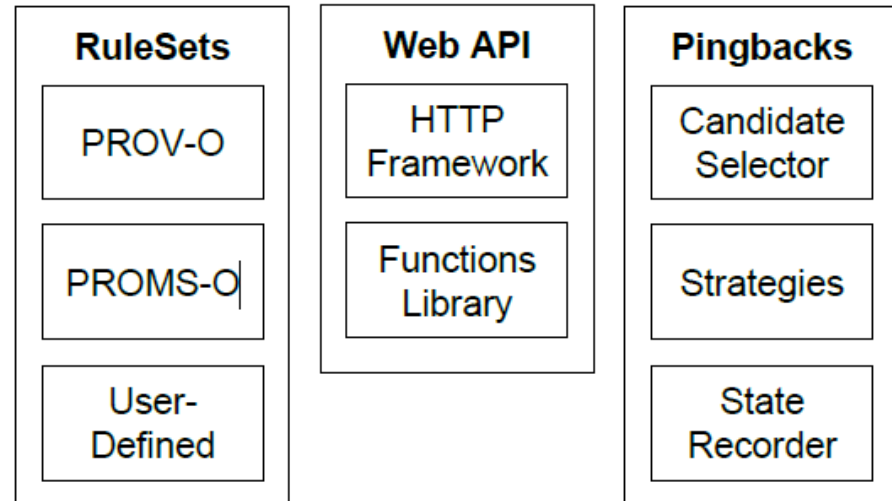 RuleSets
PROV-O
PROMS-O
User-
Defined
Web API
HTTP
Framework
Functions
Library
Pingbacks
Candidate
Selector
Strategies
State
Recorder